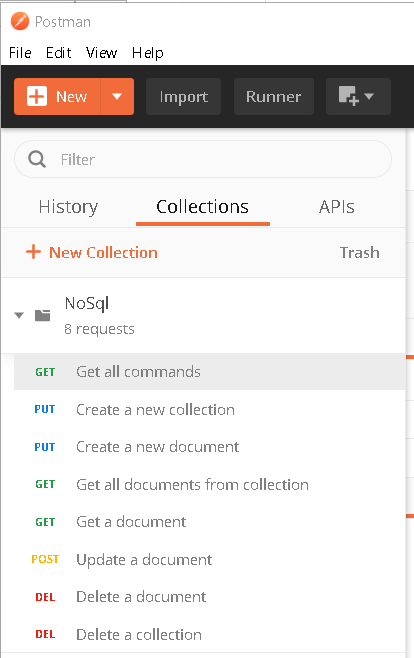 Postman
File Edit View Help
New Import Runner
Filter
History Collections APIs
+ New Collection Trash
NoSql
8 requests
GET Get all commands
PUT Create a new collection
PUT Create a new document
GET Get all documents from collection
GET Get a document
POST Update a document
DEL Delete a document
DEL Delete a collection